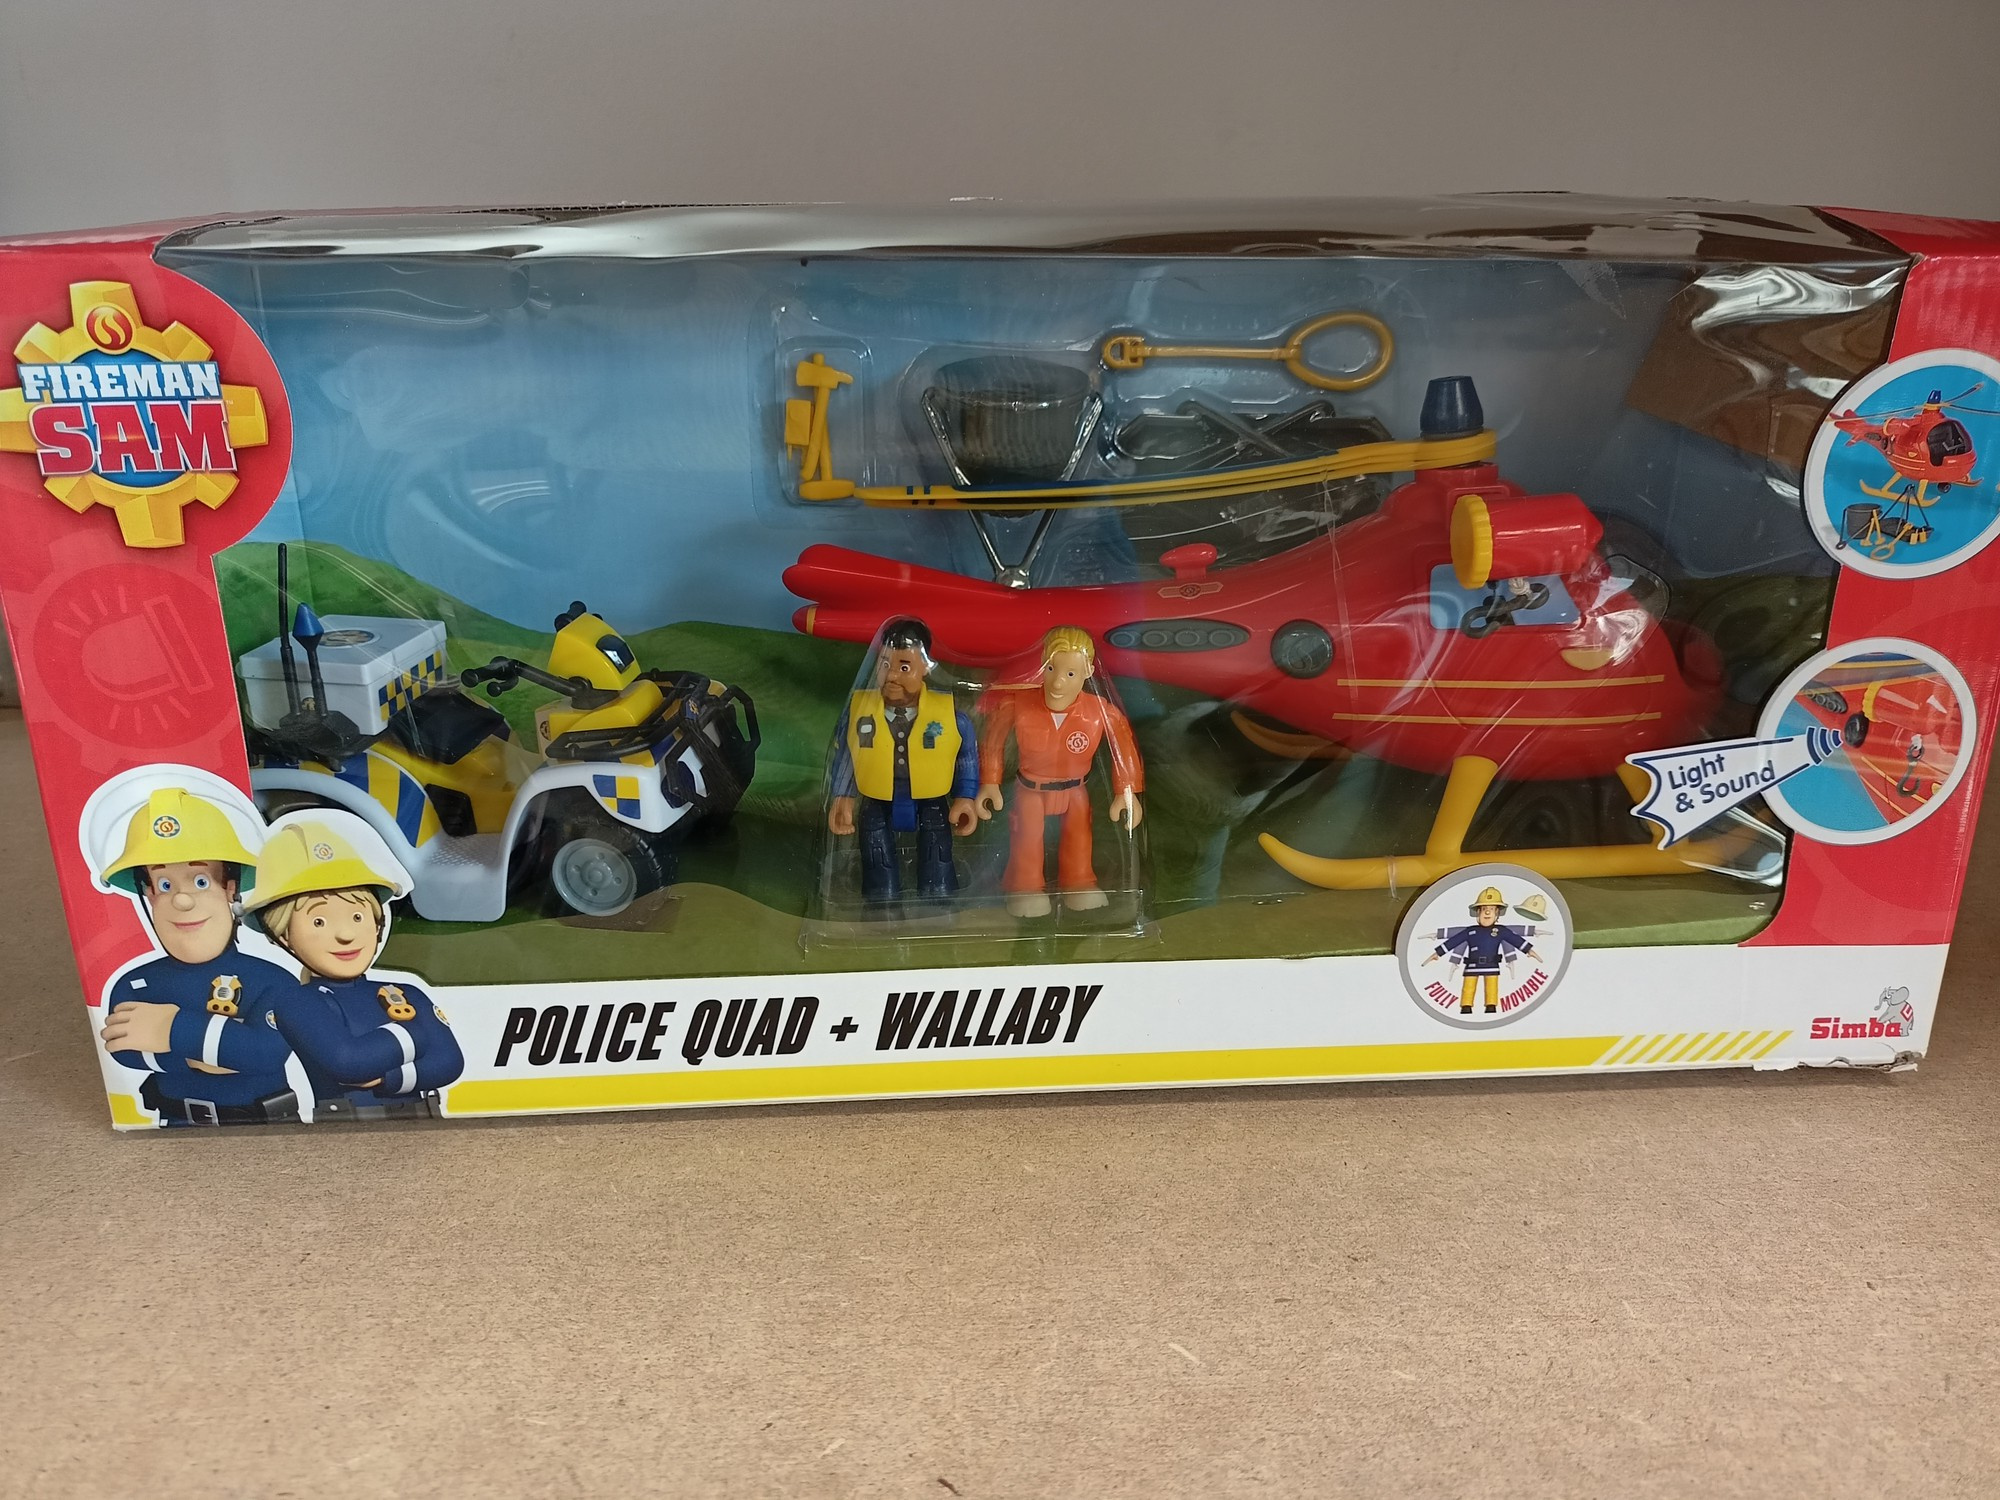 FIREMAN
SAM
Light
& Sound
FULLY MOVABLE
POLICE QUAD + WALLABY
Simba